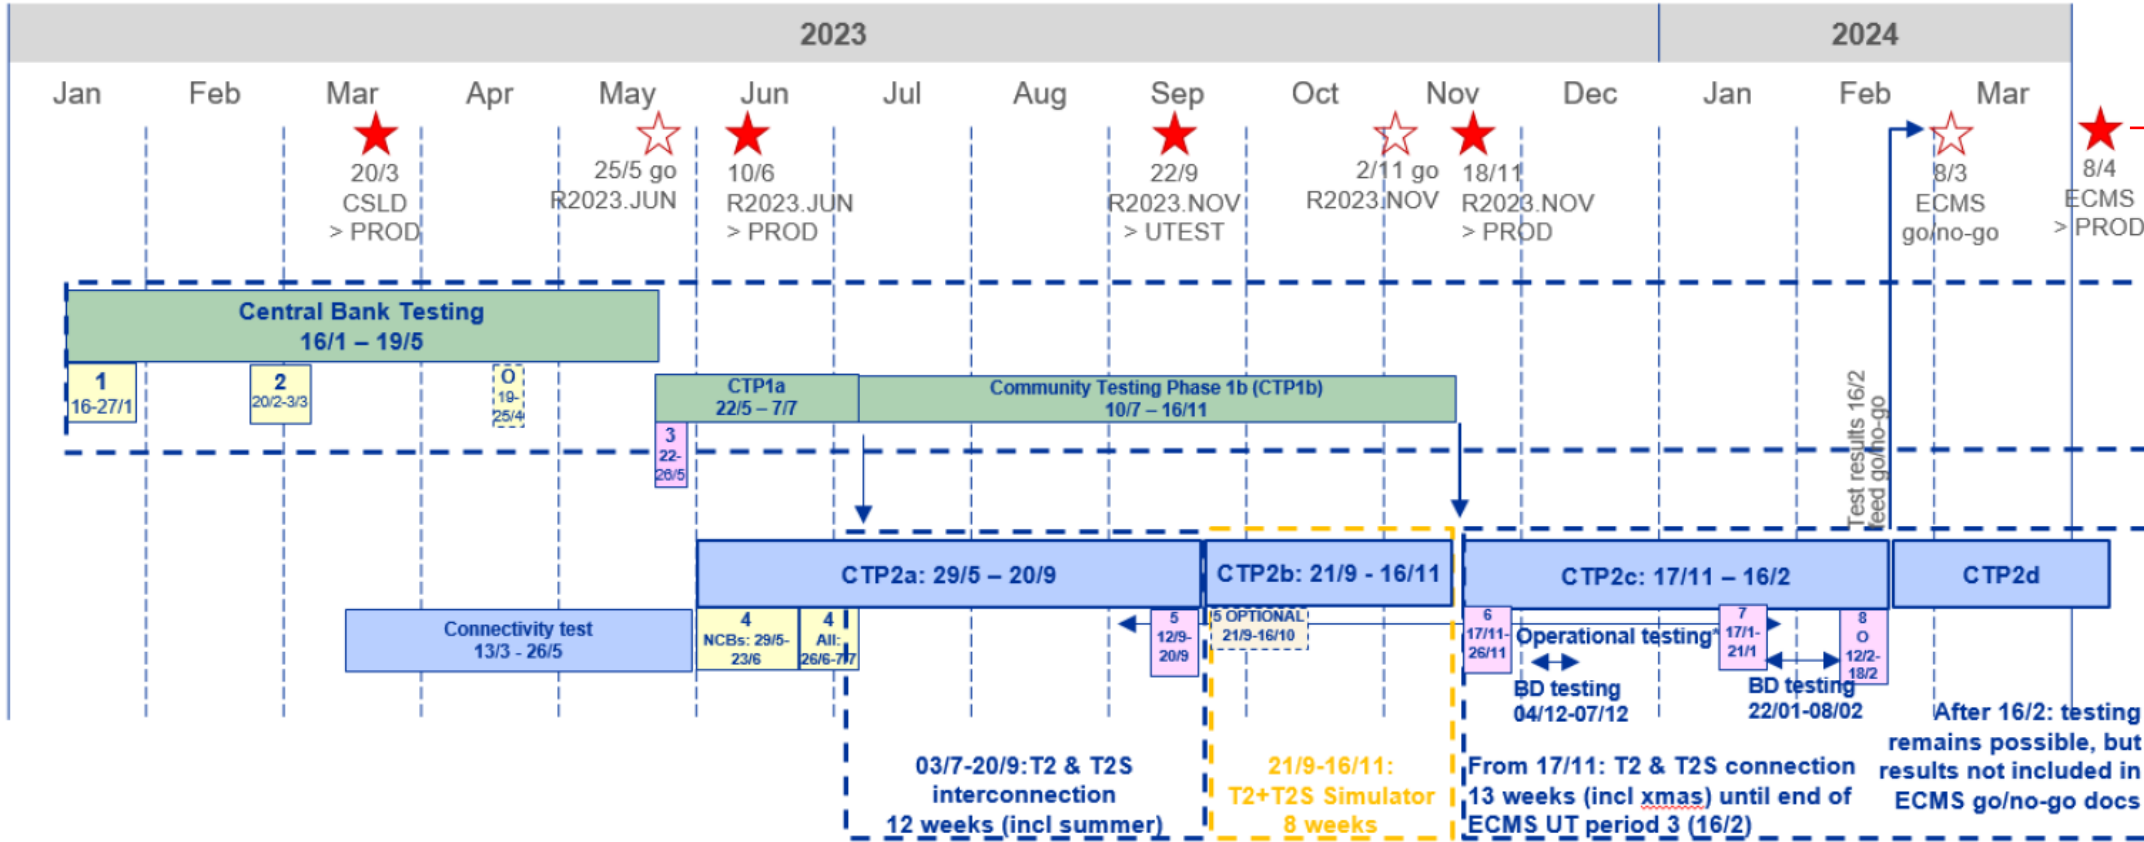 2023
2024
Jan
Feb
Mar
Apr
May
Jun
Jul
Aug
Sep
Oct
Nov
Dec
Jan
Feb
Mar
20/3
CSLD
> PROD
25/5 go
R2023.JUN
10/6
R2023.JUN
> PROD
22/9
R2023.NOV
> UTEST
2/11 go
R2023.NOV
18/11
R2023.NOV
> PROD
8/3
ECMS
go/no-go
8/4
ECMS
> PROD
Central Bank Testing
16/1 – 19/5
1
16-27/1
2
20/2-3/3
O
19-
25/4
CTP1a
22/5 – 7/7
Community Testing Phase 1b (CTP1b)
10/7 – 16/11
3
22-
26/5
Test results 16/2
feed go/no-go
CTP2a: 29/5 – 20/9
CTP2b: 21/9 - 16/11
CTP2c: 17/11 – 16/2
CTP2d
Connectivity test
13/3 - 26/5
4
NCBs: 29/5-
23/6
4
All:
26/6-7/7
5
12/9-
20/9
5 OPTIONAL
21/9-16/10
6
17/11-
26/11
Operational testing*
7
17/1-
21/1
8
O
12/2-
18/2
BD testing
04/12-07/12
BD testing
22/01-08/02
03/7-20/9:T2 & T2S
interconnection
12 weeks (incl summer)
21/9-16/11:
T2+T2S Simulator
8 weeks
From 17/11: T2 & T2S connection
13 weeks (incl xmas) until end of
ECMS UT period 3 (16/2)
After 16/2: testing
remains possible, but
results not included in
ECMS go/no-go docs